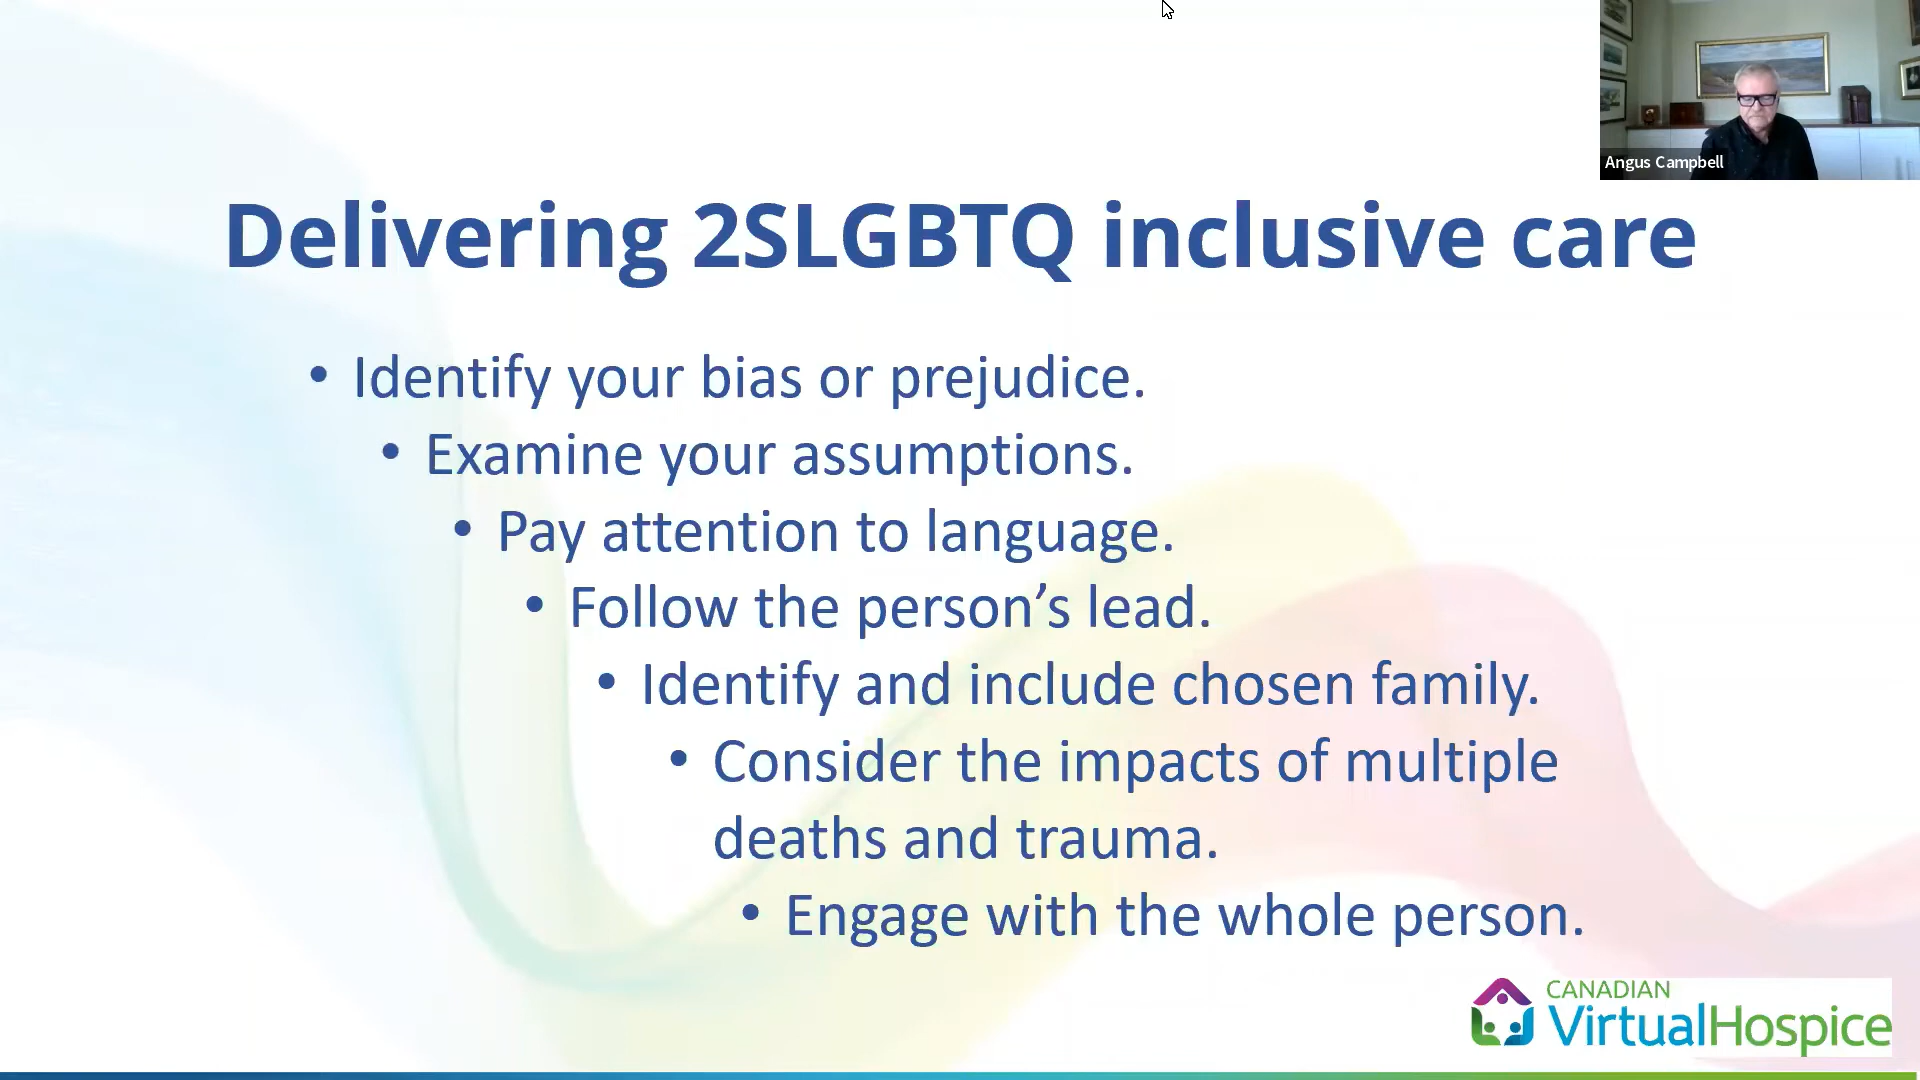 Angus Campbell
Delivering 2SLGBTQ inclusive care
• Identify your bias or prejudice.
• Examine your assumptions.
• Pay attention to language.
• Follow the person’s lead.
• Identify and include chosen family.
• Consider the impacts of multiple
deaths and trauma.
• Engage with the whole person.
CANADIAN
VirtualHospice